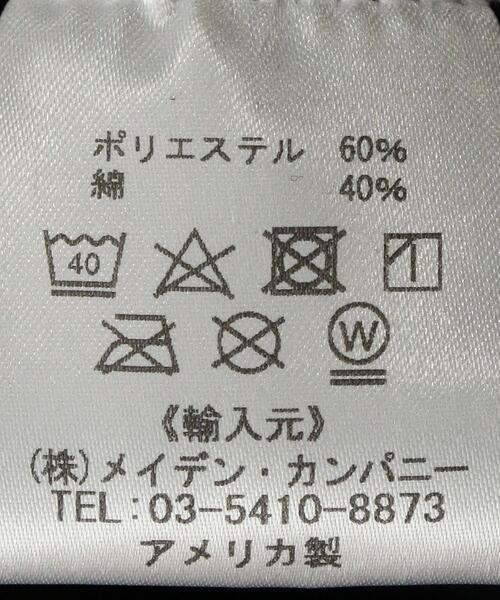 ポリエステル 60%
綿 40%
40
W
《輸入元》
(株)メイデン・カンパニー
TEL:03-5410-8873
アメリカ製